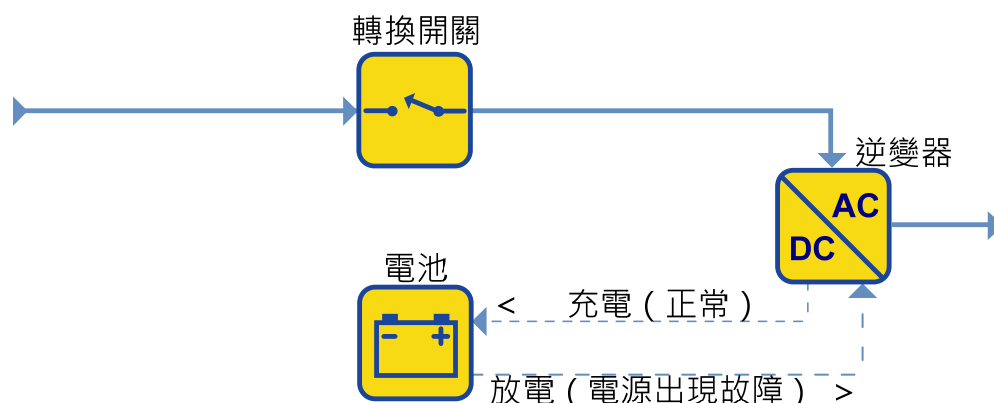 轉換開關
逆變器
AC
DC
電池
- +
< 充電(正常)
放電(電源出現故障) >